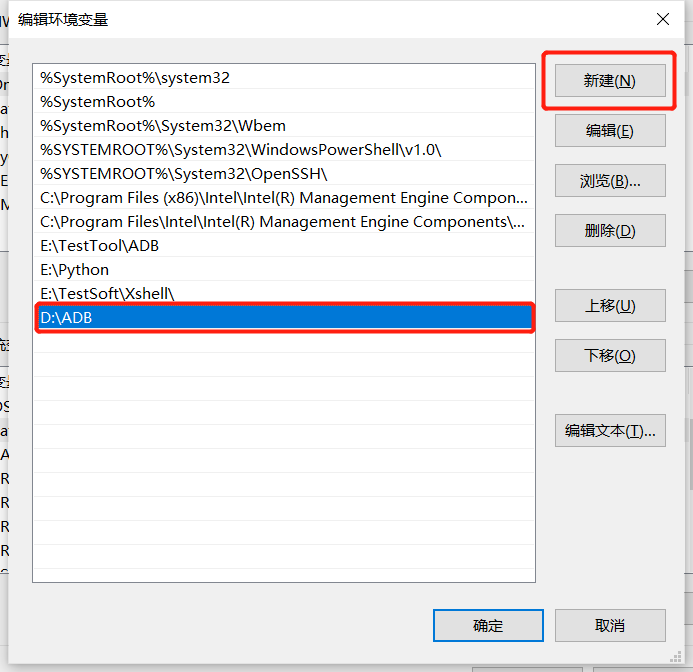 编辑环境变量
%SystemRoot%\system32
%SystemRoot%
%SystemRoot%\System32\Wbem
%SYSTEMROOT%\System32\WindowsPowerShell\v1.0\
%SYSTEMROOT%\System32\OpenSSH\
C:\Program Files (x86)\Intel\Intel(R) Management Engine Compon...
C:\Program Files\Intel\Intel(R) Management Engine Components\...
E:\TestTool\ADB
E:\Python
E:\TestSoft\Xshell\
D:\ADB
新建(N)
编辑(E)
浏览(B)...
删除(D)
上移(U)
下移(O)
编辑文本(T)...
确定
取消